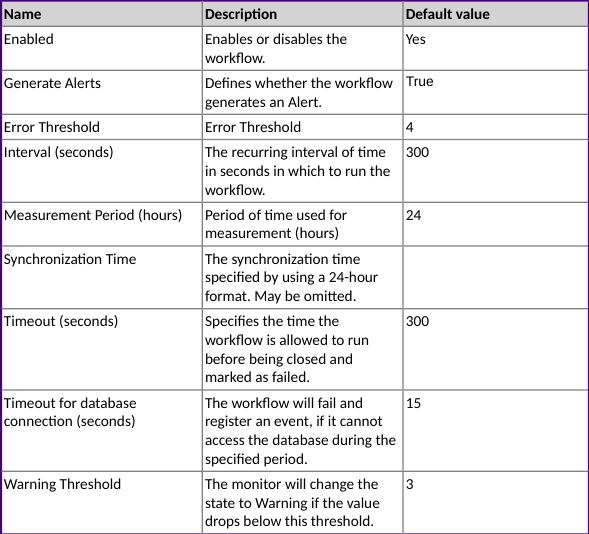 Name Description Default value
Enabled Enables or disables the Yes
workflow.
Generate Alerts Defines whether the workflow True
generates an Alert.
Error Threshold Error Threshold 4
Interval (seconds) The recurring interval of time 300
in seconds in which to run the
workflow.
Measurement Period (hours) Period of time used for 24
measurement (hours)
Synchronization Time The synchronization time
specified by using a 24-hour
format. May be omitted.
Timeout (seconds) Specifies the time the 300
workflow is allowed to run
before being closed and
marked as failed.
Timeout for database The workflow will fail and 15
connection (seconds) register an event, if it cannot
access the database during the
specified period.
Warning Threshold The monitor will change the 3
state to Warning if the value
drops below this threshold.